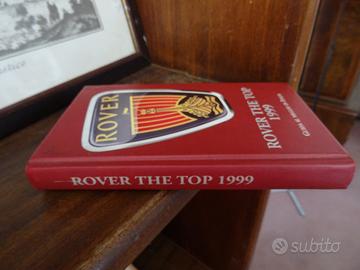 ROVER
ROVER THE TOP
1999
ROVER THE TOP 1999
subito